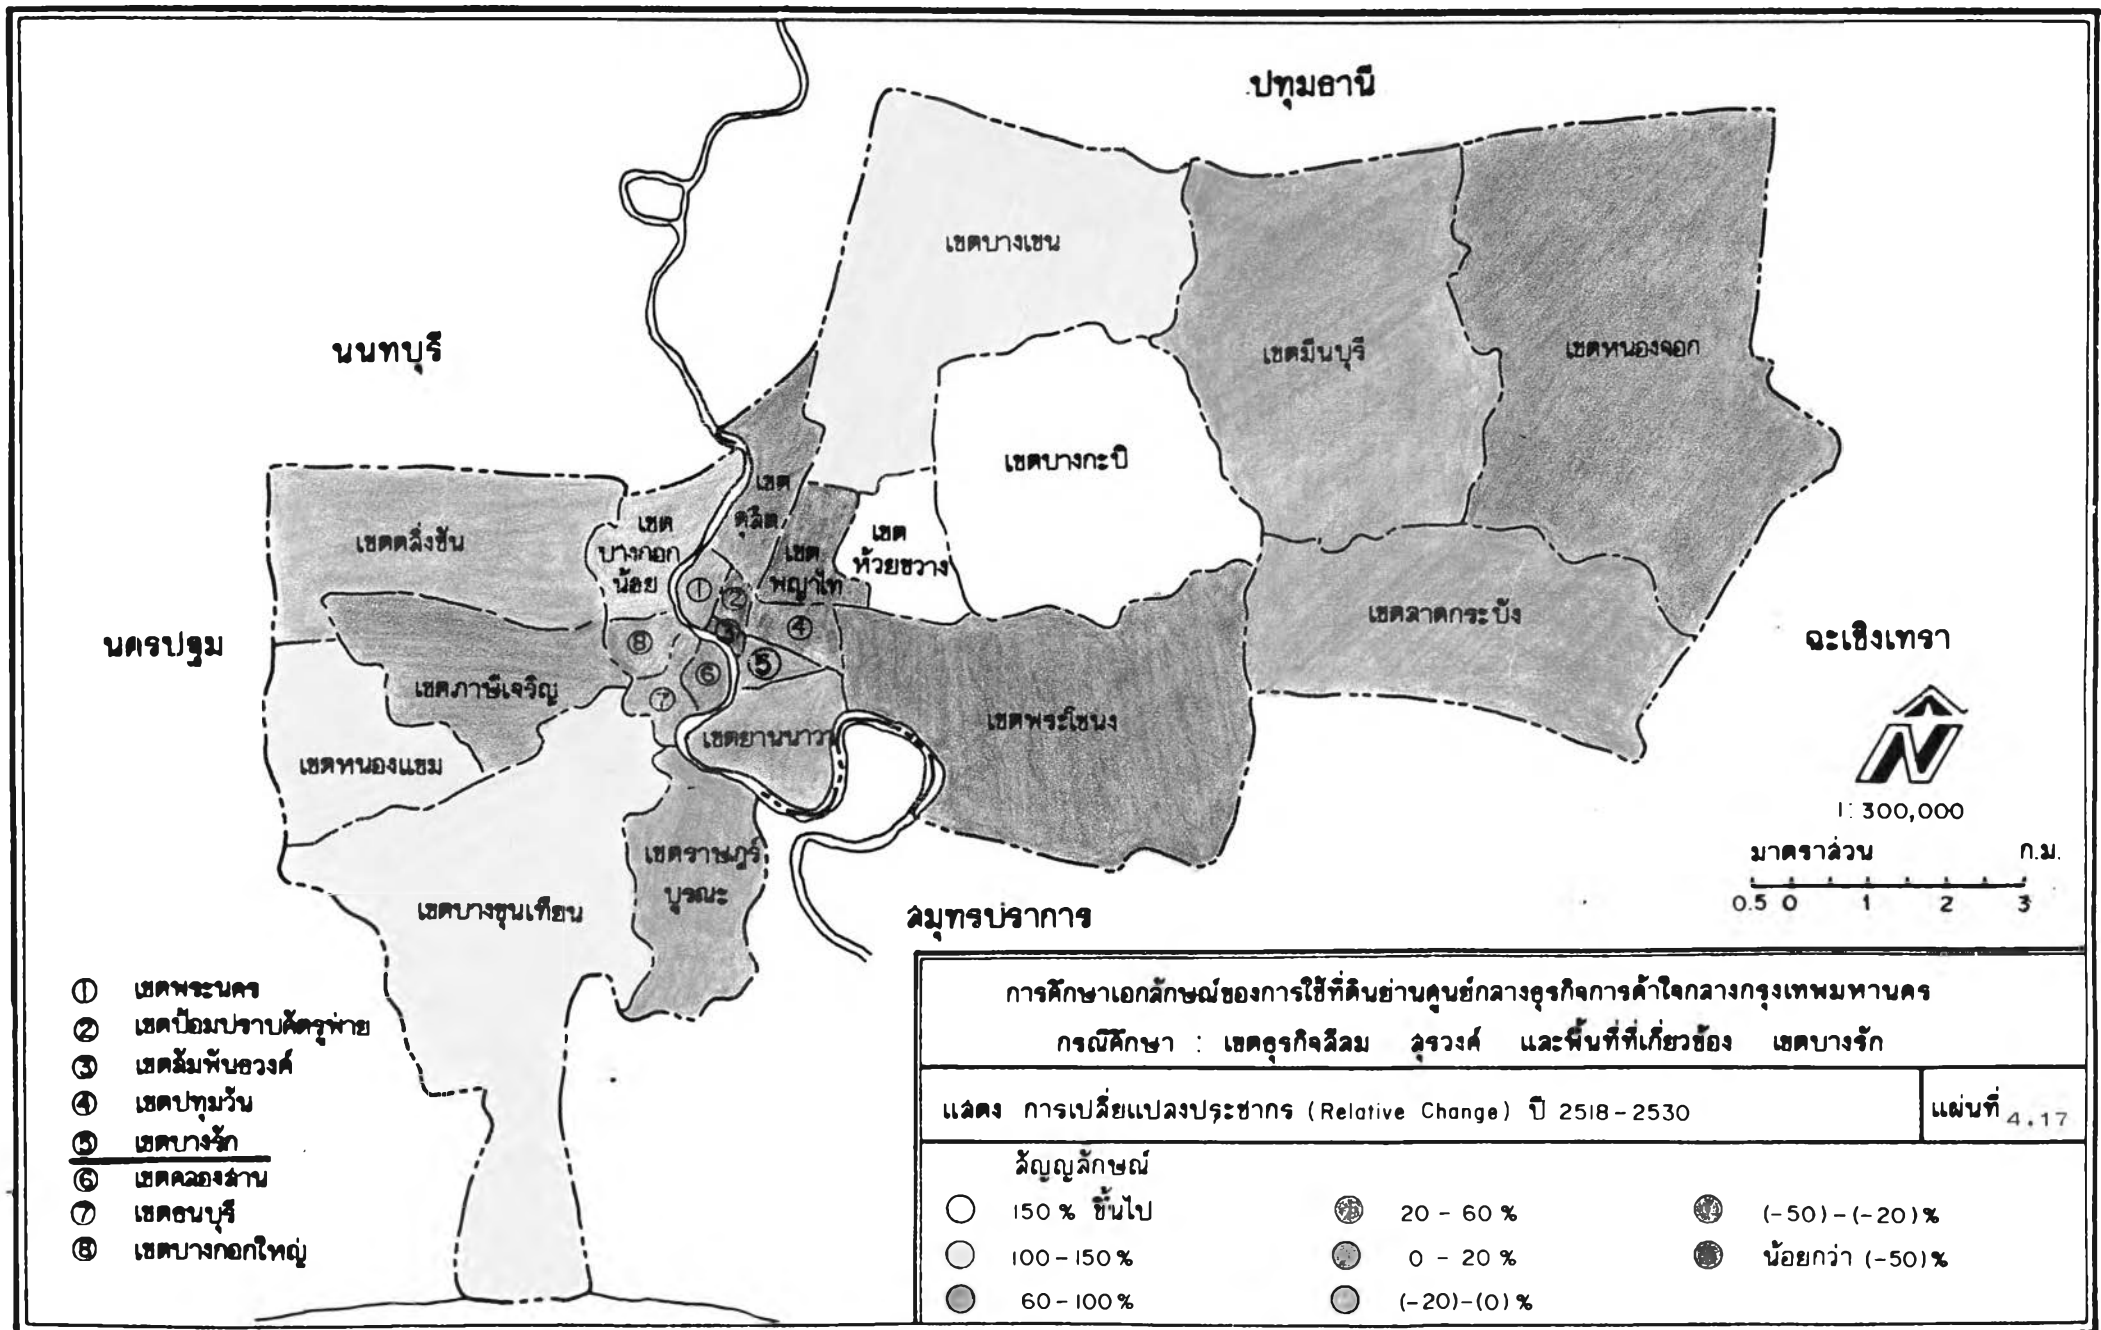 ปทุมธานี
นนทบุรี
นครปฐม
ฉะเชิงเทรา
สมุทรปราการ
เขตบางเขน
เขตมีนบุรี
เขตหนองจอก
เขตบางกะปิ
เขต
ดุสิต
เขต
พญาไท
เขต
ห้วยขวาง
เขตตลิ่งชัน
เขต
บางกอก
น้อย
เขตลาดกระบัง
เขตภาษีเจริญ
เขตพระโขนง
เขตยานนาวา
เขตหนองแขม
เขตราษฎร์
บูรณะ
เขตบางขุนเทียน
① ② ③ ④ ⑤ ⑥ ⑦ ⑧
N
1:300,000
มาตราส่วน ก.ม.
0.5 0 1 2 3
① เขตพระนคร
② เขตป้อมปราบศัตรูพ่าย
③ เขตสัมพันธวงศ์
④ เขตปทุมวัน
⑤ เขตบางรัก
⑥ เขตคลองสาน
⑦ เขตธนบุรี
⑧ เขตบางกอกใหญ่
การศึกษาเอกลักษณ์ของการใช้ที่ดินย่านศูนย์กลางธุรกิจการค้าใจกลางกรุงเทพมหานคร
กรณีศึกษา : เขตธุรกิจสีลม สุรวงศ์ และพื้นที่ที่เกี่ยวข้อง เขตบางรัก
แสดง การเปลี่ยแปลงประชากร (Relative Change) ปี 2518-2530
แผ่นที่ 4.17
สัญญลักษณ์
150 % ขึ้นไป
100-150 %
60-100 %
20 - 60 %
0 - 20 %
(-20)-(0) %
(-50)-(-20) %
น้อยกว่า (-50) %